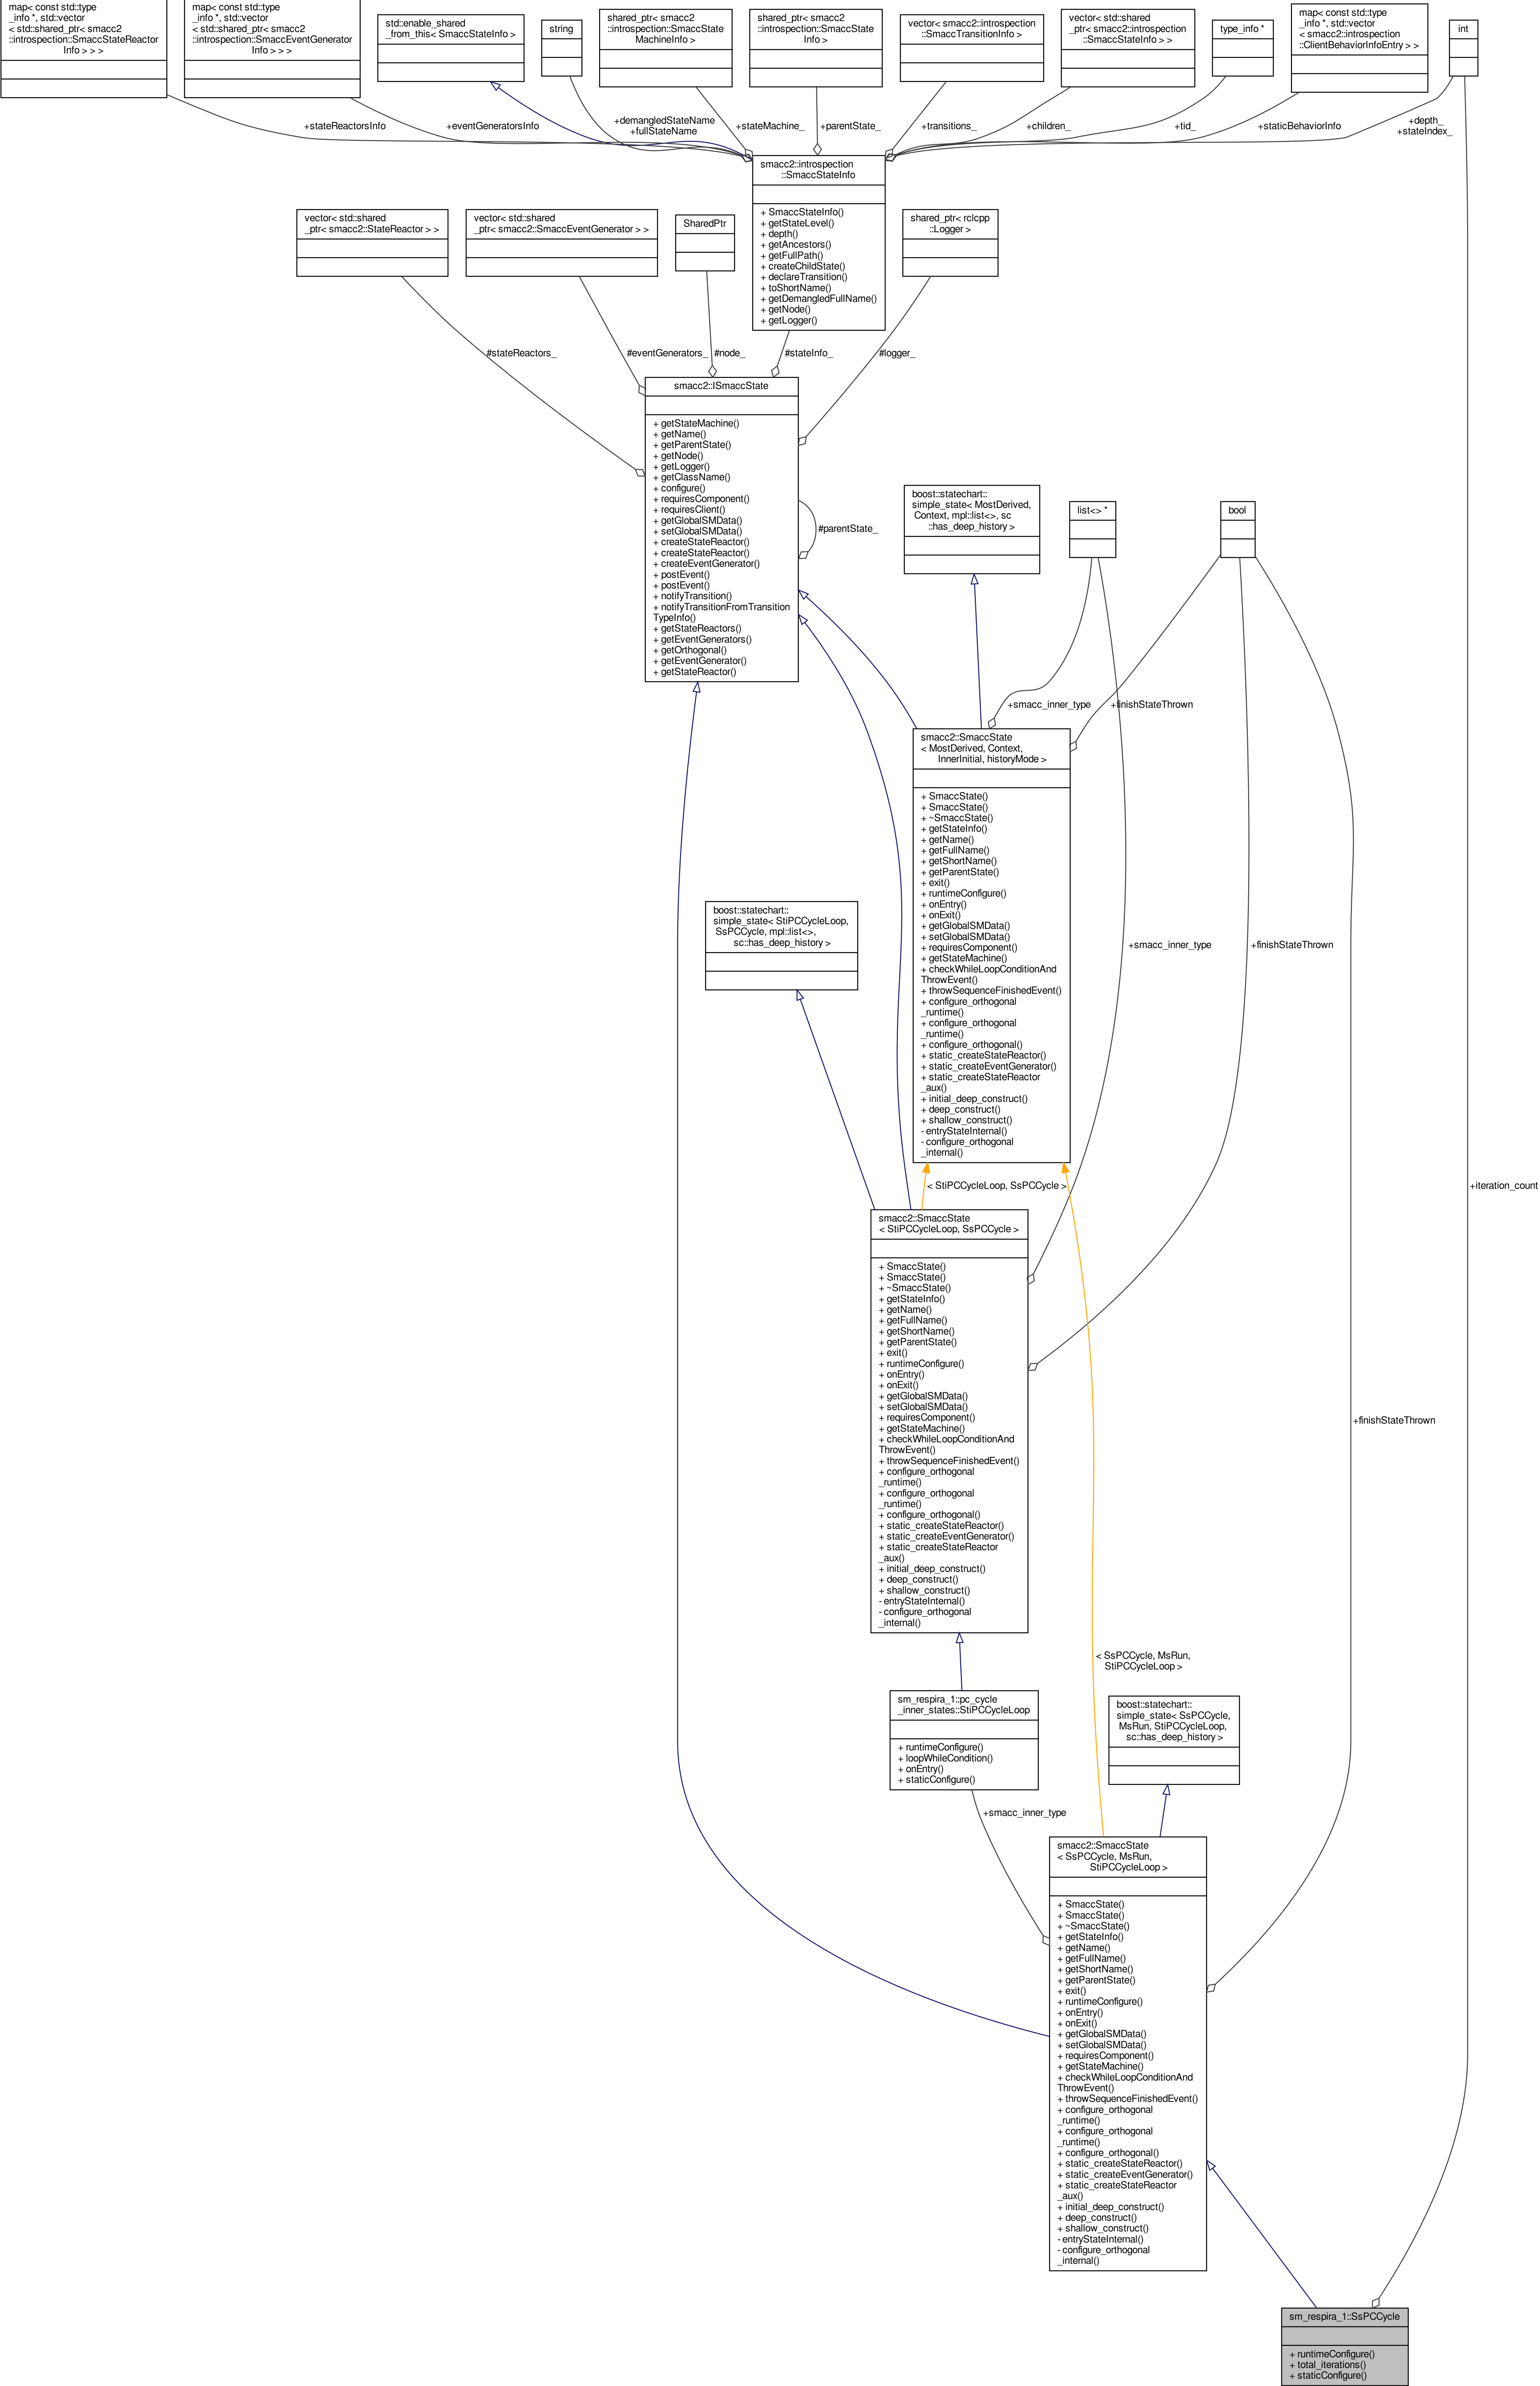 map< const std::type
_info *, std::vector
< std::shared_ptr< smacc2
::introspection::SmaccStateReactor
Info > > >
map< const std::type
_info *, std::vector
< std::shared_ptr< smacc2
::introspection::SmaccEventGenerator
Info > > >
std::enable_shared
_from_this< SmaccStateInfo >
string
shared_ptr< smacc2
::introspection::SmaccState
MachineInfo >
shared_ptr< smacc2
::introspection::SmaccState
Info >
vector< smacc2::introspection
::SmaccTransitionInfo >
vector< std::shared
_ptr< smacc2::introspection
::SmaccStateInfo > >
type_info *
map< const std::type
_info *, std::vector
< smacc2::introspection
::ClientBehaviorInfoEntry > >
int
+stateReactorsInfo
+eventGeneratorsInfo
+demangledStateName
+fullStateName
+stateMachine_
+parentState_
+transitions_
+children_
+tid_
+staticBehaviorInfo
+depth_
+stateIndex_
smacc2::introspection
::SmaccStateInfo
+ SmaccStateInfo()
+ getStateLevel()
+ depth()
+ getAncestors()
+ getFullPath()
+ createChildState()
+ declareTransition()
+ toShortName()
+ getDemangledFullName()
+ getNode()
+ getLogger()
vector< std::shared
_ptr< smacc2::StateReactor > >
vector< std::shared
_ptr< smacc2::SmaccEventGenerator > >
SharedPtr
shared_ptr< rclcpp
::Logger >
#stateReactors_
#eventGenerators_
#node_
#stateInfo_
#logger_
smacc2::ISmaccState
+ getStateMachine()
+ getName()
+ getParentState()
+ getNode()
+ getLogger()
+ getClassName()
+ configure()
+ requiresComponent()
+ requiresClient()
+ getGlobalSMData()
+ setGlobalSMData()
+ createStateReactor()
+ createStateReactor()
+ createEventGenerator()
+ postEvent()
+ postEvent()
+ notifyTransition()
+ notifyTransitionFromTransition
TypeInfo()
+ getStateReactors()
+ getEventGenerators()
+ getOrthogonal()
+ getEventGenerator()
+ getStateReactor()
#parentState_
boost::statechart::
simple_state< MostDerived,
Context, mpl::list<>, sc
::has_deep_history >
list<> *
bool
+smacc_inner_type
+finishStateThrown
smacc2::SmaccState
< MostDerived, Context,
InnerInitial, historyMode >
+ SmaccState()
+ SmaccState()
+ ~SmaccState()
+ getStateInfo()
+ getName()
+ getFullName()
+ getShortName()
+ getParentState()
+ exit()
+ runtimeConfigure()
+ onEntry()
+ onExit()
+ getGlobalSMData()
+ setGlobalSMData()
+ requiresComponent()
+ getStateMachine()
+ checkWhileLoopConditionAnd
ThrowEvent()
+ throwSequenceFinishedEvent()
+ configure_orthogonal
_runtime()
+ configure_orthogonal
_runtime()
+ configure_orthogonal()
+ static_createStateReactor()
+ static_createEventGenerator()
+ static_createStateReactor
_aux()
+ initial_deep_construct()
+ deep_construct()
+ shallow_construct()
- entryStateInternal()
- configure_orthogonal
_internal()
boost::statechart::
simple_state< StiPCCycleLoop,
SsPCCycle, mpl::list<>,
sc::has_deep_history >
+smacc_inner_type
+finishStateThrown
< StiPCCycleLoop, SsPCCycle >
+iteration_count
smacc2::SmaccState
< StiPCCycleLoop, SsPCCycle >
+ SmaccState()
+ SmaccState()
+ ~SmaccState()
+ getStateInfo()
+ getName()
+ getFullName()
+ getShortName()
+ getParentState()
+ exit()
+ runtimeConfigure()
+ onEntry()
+ onExit()
+ getGlobalSMData()
+ setGlobalSMData()
+ requiresComponent()
+ getStateMachine()
+ checkWhileLoopConditionAnd
ThrowEvent()
+ throwSequenceFinishedEvent()
+ configure_orthogonal
_runtime()
+ configure_orthogonal
_runtime()
+ configure_orthogonal()
+ static_createStateReactor()
+ static_createEventGenerator()
+ static_createStateReactor
_aux()
+ initial_deep_construct()
+ deep_construct()
+ shallow_construct()
- entryStateInternal()
- configure_orthogonal
_internal()
+finishStateThrown
< SsPCCycle, MsRun,
StiPCCycleLoop >
sm_respira_1::pc_cycle
_inner_states::StiPCCycleLoop
+ runtimeConfigure()
+ loopWhileCondition()
+ onEntry()
+ staticConfigure()
boost::statechart::
simple_state< SsPCCycle,
MsRun, StiPCCycleLoop,
sc::has_deep_history >
+smacc_inner_type
smacc2::SmaccState
< SsPCCycle, MsRun,
StiPCCycleLoop >
+ SmaccState()
+ SmaccState()
+ ~SmaccState()
+ getStateInfo()
+ getName()
+ getFullName()
+ getShortName()
+ getParentState()
+ exit()
+ runtimeConfigure()
+ onEntry()
+ onExit()
+ getGlobalSMData()
+ setGlobalSMData()
+ requiresComponent()
+ getStateMachine()
+ checkWhileLoopConditionAnd
ThrowEvent()
+ throwSequenceFinishedEvent()
+ configure_orthogonal
_runtime()
+ configure_orthogonal
_runtime()
+ configure_orthogonal()
+ static_createStateReactor()
+ static_createEventGenerator()
+ static_createStateReactor
_aux()
+ initial_deep_construct()
+ deep_construct()
+ shallow_construct()
- entryStateInternal()
- configure_orthogonal
_internal()
sm_respira_1::SsPCCycle
+ runtimeConfigure()
+ total_iterations()
+ staticConfigure()